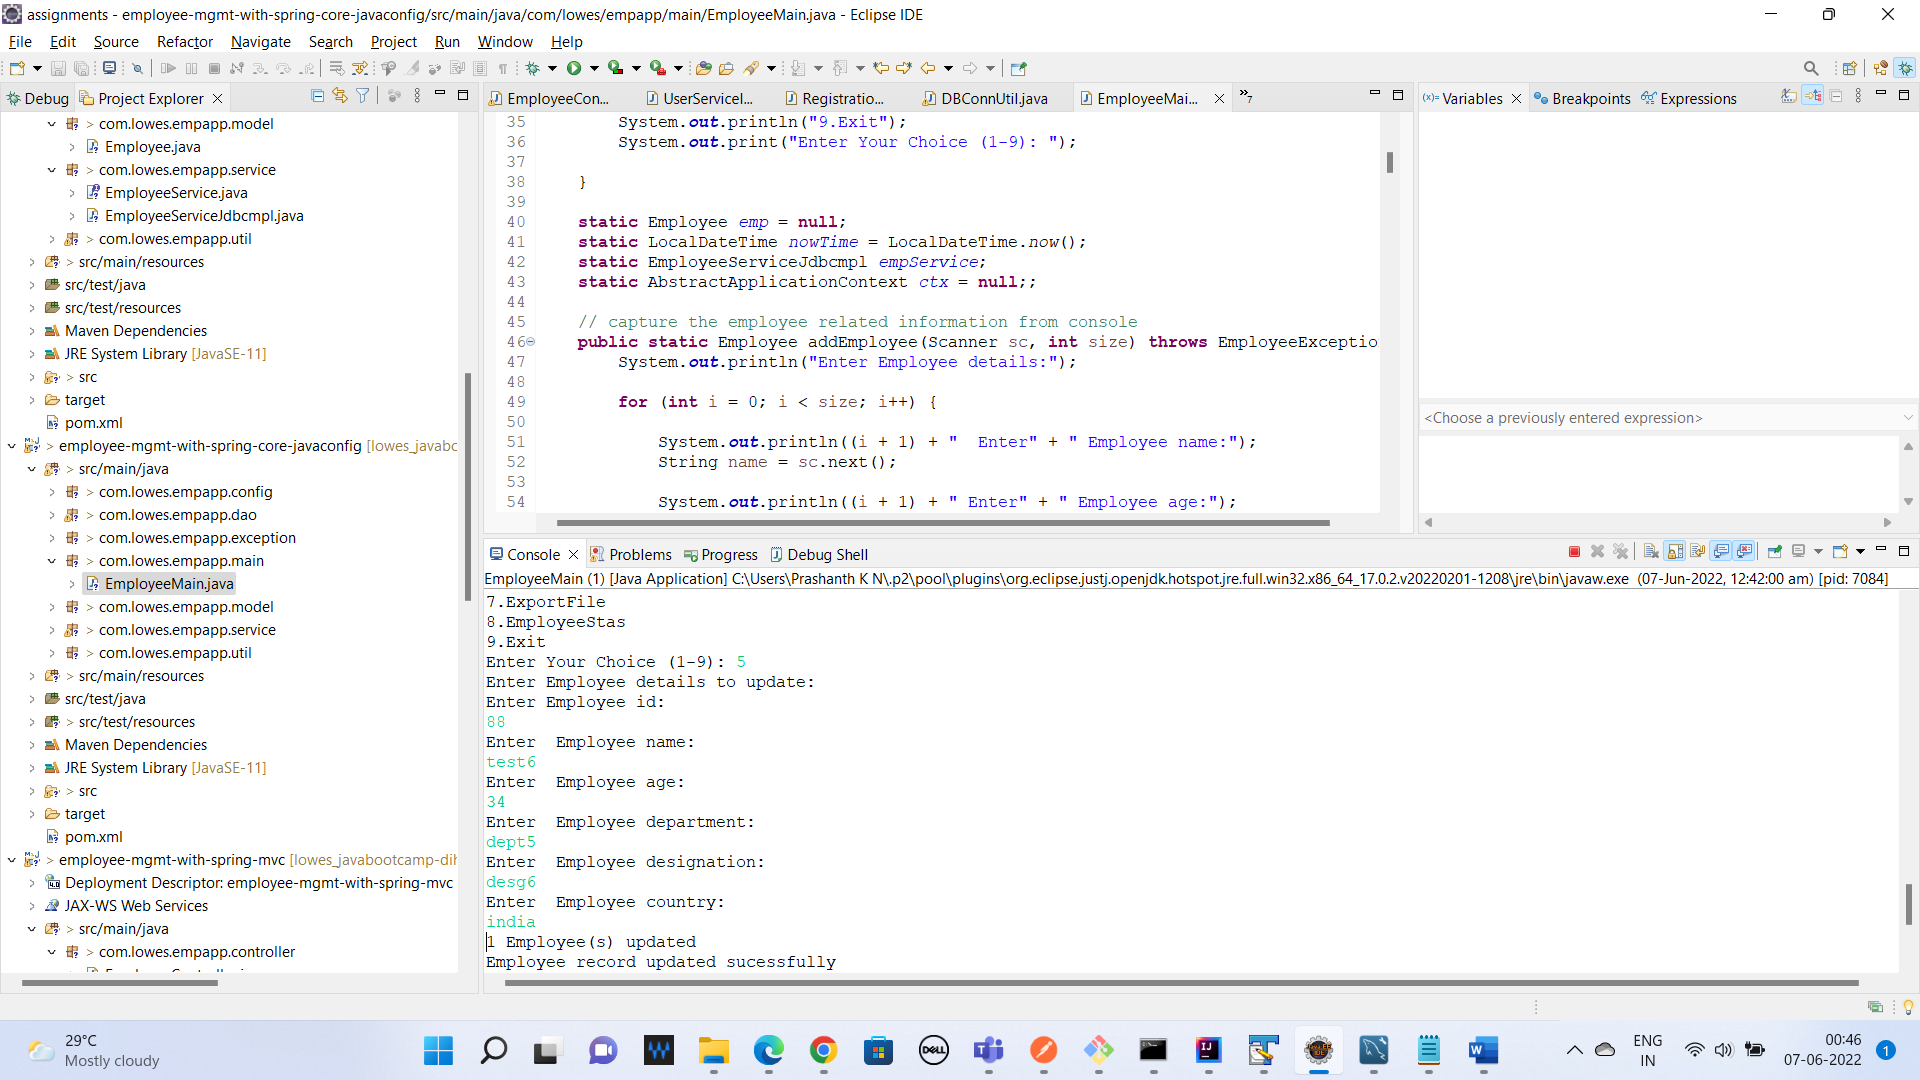 assignments - employee-mgmt-with-spring-core-javaconfig/src/main/java/com/lowes/empapp/main/EmployeeMain.java - Eclipse IDE
File Edit Source Refactor Navigate Search Project Run Window Help
Debug Project Explorer
> com.lowes.empapp.model
Employee.java
> com.lowes.empapp.service
EmployeeService.java
EmployeeServiceJdbcmpl.java
> com.lowes.empapp.util
> src/main/resources
src/test/java
src/test/resources
Maven Dependencies
JRE System Library [JavaSE-11]
> src
target
pom.xml
> employee-mgmt-with-spring-core-javaconfig [lowes_javabc
> src/main/java
> com.lowes.empapp.config
> com.lowes.empapp.dao
> com.lowes.empapp.exception
> com.lowes.empapp.main
EmployeeMain.java
> com.lowes.empapp.model
> com.lowes.empapp.service
> com.lowes.empapp.util
> src/main/resources
src/test/java
> src/test/resources
Maven Dependencies
JRE System Library [JavaSE-11]
> src
target
pom.xml
> employee-mgmt-with-spring-mvc [lowes_javabootcamp-dih
Deployment Descriptor: employee-mgmt-with-spring-mvc
JAX-WS Web Services
> src/main/java
> com.lowes.empapp.controller
EmployeeCon... UserServiceI... Registratio... DBConnUtil.java EmployeeMai... »7
35 System.out.println("9.Exit");
36 System.out.print("Enter Your Choice (1-9): ");
37
38 }
39
40 static Employee emp = null;
41 static LocalDateTime nowTime = LocalDateTime.now();
42 static EmployeeServiceJdbcmpl empService;
43 static AbstractApplicationContext ctx = null;;
44
45 // capture the employee related information from console
46 public static Employee addEmployee(Scanner sc, int size) throws EmployeeExceptio
47 System.out.println("Enter Employee details:");
48
49 for (int i = 0; i < size; i++) {
50
51 System.out.println((i + 1) + "  Enter" + " Employee name:");
52 String name = sc.next();
53
54 System.out.println((i + 1) + " Enter" + " Employee age:");
(x)= Variables Breakpoints Expressions
<Choose a previously entered expression>
Console Problems Progress Debug Shell
EmployeeMain (1) [Java Application] C:\Users\Prashanth K N\.p2\pool\plugins\org.eclipse.justj.openjdk.hotspot.jre.full.win32.x86_64_17.0.2.v20220201-1208\jre\bin\javaw.exe (07-Jun-2022, 12:42:00 am) [pid: 7084]
7.ExportFile
8.EmployeeStas
9.Exit
Enter Your Choice (1-9): 5
Enter Employee details to update:
Enter Employee id:
88
Enter  Employee name:
test6
Enter  Employee age:
34
Enter  Employee department:
dept5
Enter  Employee designation:
desg6
Enter  Employee country:
india
1 Employee(s) updated
Employee record updated sucessfully
29°C
Mostly cloudy
DELL
ENG
IN
00:46
07-06-2022
1